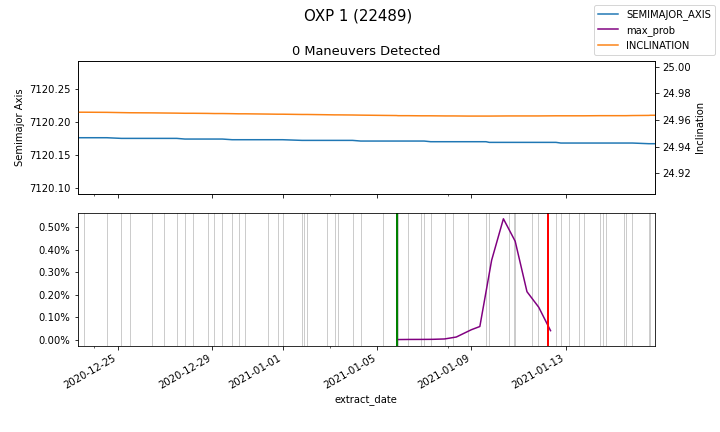 OXP 1 (22489)
SEMIMAJOR_AXIS
max_prob
INCLINATION
0 Maneuvers Detected
Semimajor Axis
7120.25
7120.20
7120.15
7120.10
25.00
24.98
24.96
24.94
24.92
Inclination
0.50%
0.40%
0.30%
0.20%
0.10%
0.00%
2020-12-25
2020-12-29
2021-01-01
2021-01-05
2021-01-09
2021-01-13
extract_date